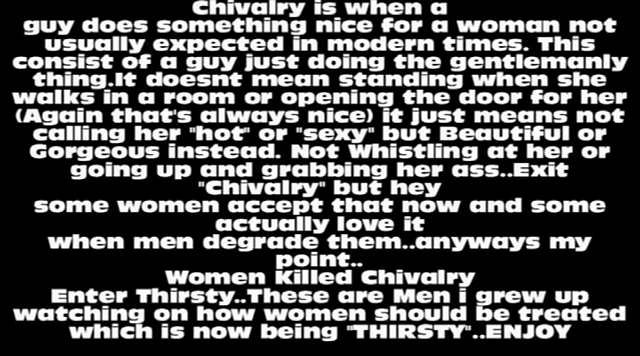 Chivalry is when a
guy does something nice for a woman not
usually expected in modern times. This
consist of a guy just doing the gentlemanly
thing.It doesnt mean standing when she
walks in a room or opening the door for her
(Again that's always nice) it just means not
calling her "hot" or "sexy" but Beautiful or
Gorgeous instead. Not Whistling at her or
going up and grabbing her ass..Exit
"Chivalry" but hey
some women accept that now and some
actually love it
when men degrade them..anyways my
point..
Women Killed Chivalry
Enter Thirsty..These are Men i grew up
watching on how women should be treated
which is now being "THIRSTY"..ENJOY